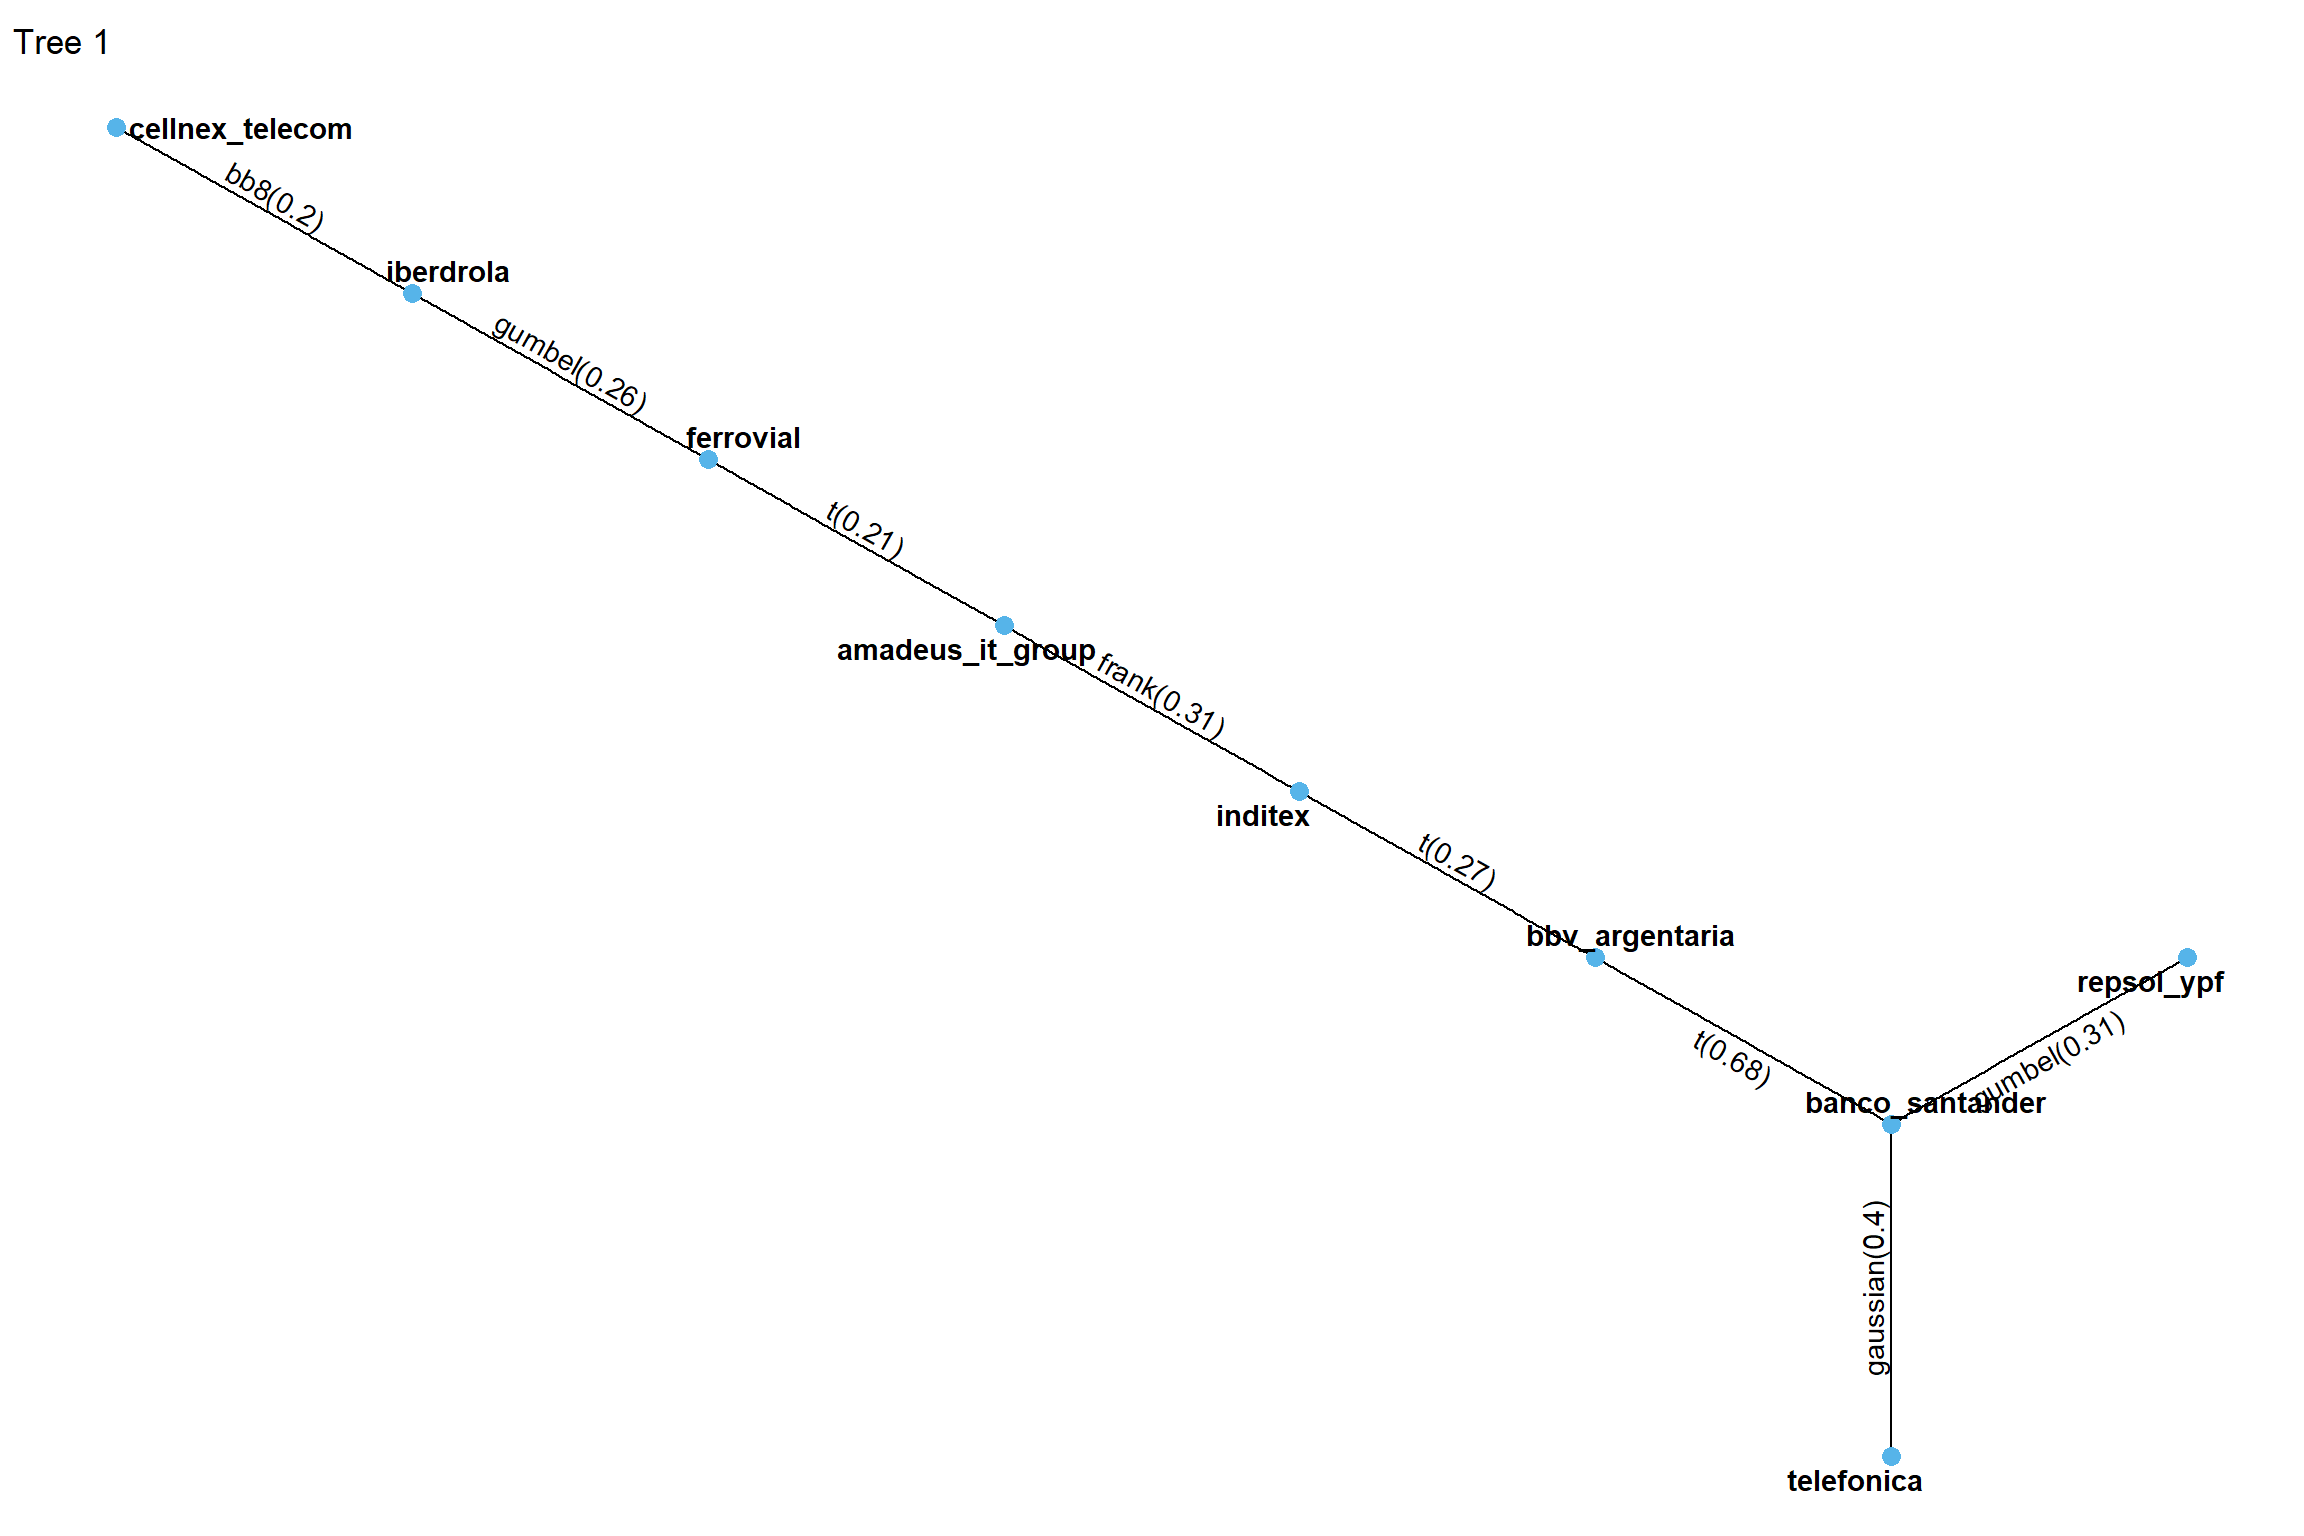 Tree 1
cellnex_telecom
bb8(0.2)
iberdrola
gumbel(0.26)
ferrovial
t(0.21)
amadeus_it_group
frank(0.31)
inditex
t(0.27)
bbv_argentaria
repsol_ypf
t(0.68)
gumbel(0.31)
banco_santander
gaussian(0.4)
telefonica